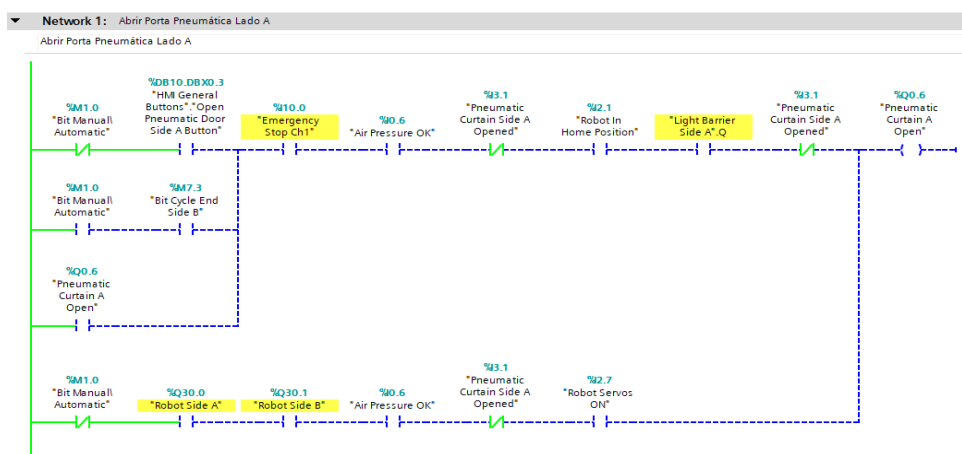 Network 1: Abrir Porta Pneumática Lado A
Abrir Porta Pneumática Lado A
%M1.0
"Bit Manual\
Automatic"
%DB10.DBX0.3
"HMI General
Buttons"."Open
Pneumatic Door
Side A Button"
%I10.0
"Emergency
Stop Ch1"
%I0.6
"Air Pressure OK"
%I3.1
"Pneumatic
Curtain Side A
Opened"
%I2.1
"Robot In
Home Position"
"Light Barrier
Side A".Q
%I3.1
"Pneumatic
Curtain Side A
Opened"
%Q0.6
"Pneumatic
Curtain A
Open"
%M1.0
"Bit Manual\
Automatic"
%M7.3
"Bit Cycle End
Side B"
%Q0.6
"Pneumatic
Curtain A
Open"
%M1.0
"Bit Manual\
Automatic"
%Q30.0
"Robot Side A"
%Q30.1
"Robot Side B"
%I0.6
"Air Pressure OK"
%I3.1
"Pneumatic
Curtain Side A
Opened"
%I2.7
"Robot Servos
ON"